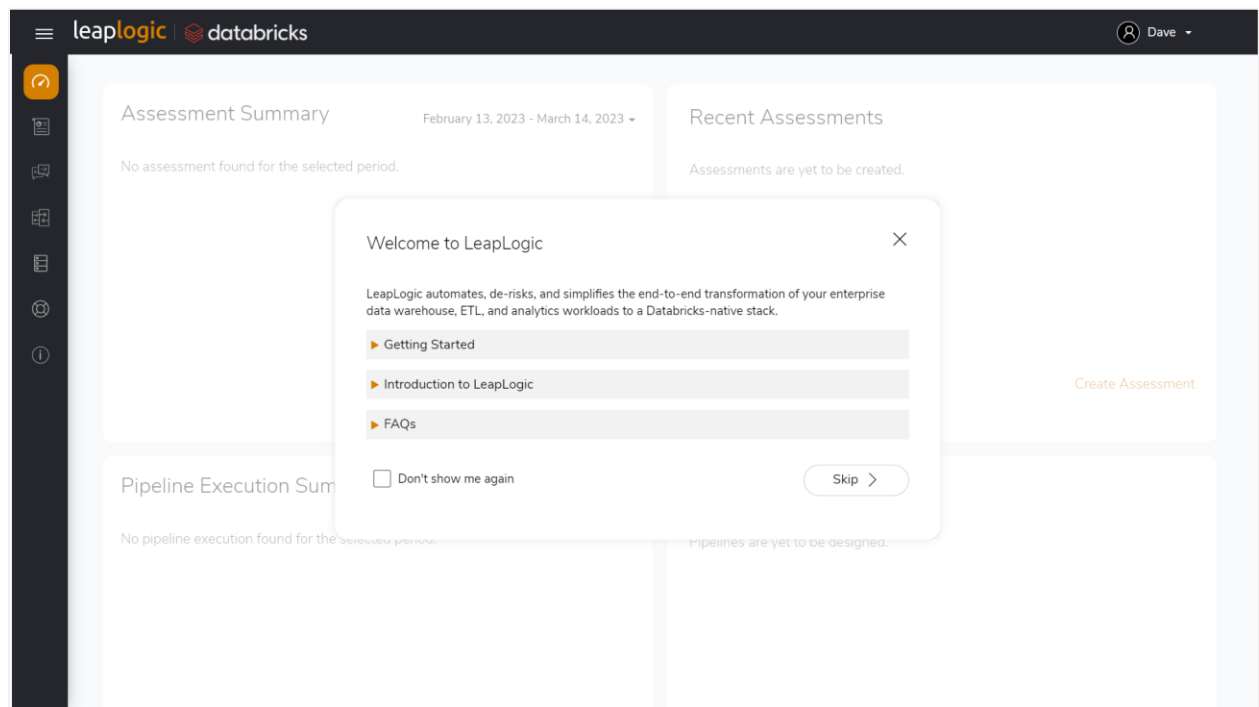 leaplogic databricks
Dave
Assessment Summary
February 13, 2023 - March 14, 2023
No assessment found for the selected period.
Recent Assessments
Assessments are yet to be created.
Create Assessment
Welcome to LeapLogic
LeapLogic automates, de-risks, and simplifies the end-to-end transformation of your enterprise
data warehouse, ETL, and analytics workloads to a Databricks-native stack.
Getting Started
Introduction to LeapLogic
FAQs
Don't show me again
Skip
Pipeline Execution Sum
No pipeline execution found for the selected period.
Pipelines are yet to be designed.